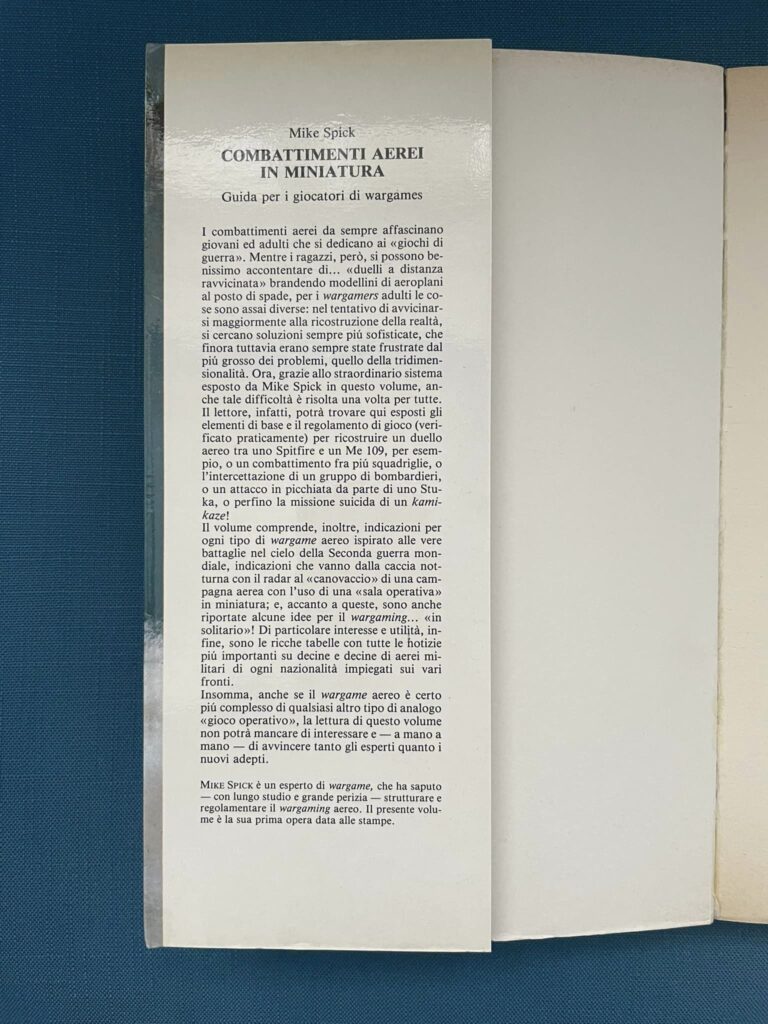 Mike Spick
COMBATTIMENTI AEREI
IN MINIATURA
Guida per i giocatori di wargames
I combattimenti aerei da sempre affascinano
giovani ed adulti che si dedicano ai «giochi di
guerra». Mentre i ragazzi, però, si possono be-
nissimo accontentare di... «duelli a distanza
ravvicinata» brandendo modellini di aeroplani
al posto di spade, per i wargamers adulti le co-
se sono assai diverse: nel tentativo di avvicinar-
si maggiormente alla ricostruzione della realtà,
si cercano soluzioni sempre piú sofisticate, che
finora tuttavia erano sempre state frustrate dal
piú grosso dei problemi, quello della tridimen-
sionalità. Ora, grazie allo straordinario sistema
esposto da Mike Spick in questo volume, an-
che tale difficoltà è risolta una volta per tutte.
Il lettore, infatti, potrà trovare qui esposti gli
elementi di base e il regolamento di gioco (veri-
ficato praticamente) per ricostruire un duello
aereo tra uno Spitfire e un Me 109, per esem-
pio, o un combattimento fra piú squadriglie, o
l'intercettazione di un gruppo di bombardieri,
o un attacco in picchiata da parte di uno Stu-
ka, o perfino la missione suicida di un kami-
kaze!
Il volume comprende, inoltre, indicazioni per
ogni tipo di wargame aereo ispirato alle vere
battaglie nel cielo della Seconda guerra mon-
diale, indicazioni che vanno dalla caccia not-
turna con il radar al «canovaccio» di una cam-
pagna aerea con l'uso di una «sala operativa»
in miniatura; e, accanto a queste, sono anche
riportate alcune idee per il wargaming... «in
solitario»! Di particolare interesse e utilità, in-
fine, sono le ricche tabelle con tutte le notizie
piú importanti su decine e decine di aerei mi-
litari di ogni nazionalità impiegati sui vari
fronti.
Insomma, anche se il wargame aereo è certo
piú complesso di qualsiasi altro tipo di analogo
«gioco operativo», la lettura di questo volume
non potrà mancare di interessare e — a mano a
mano — di avvincere tanto gli esperti quanto i
nuovi adepti.
MIKE SPICK è un esperto di wargame, che ha saputo
— con lungo studio e grande perizia — strutturare e
regolamentare il wargaming aereo. Il presente volu-
me è la sua prima opera data alle stampe.